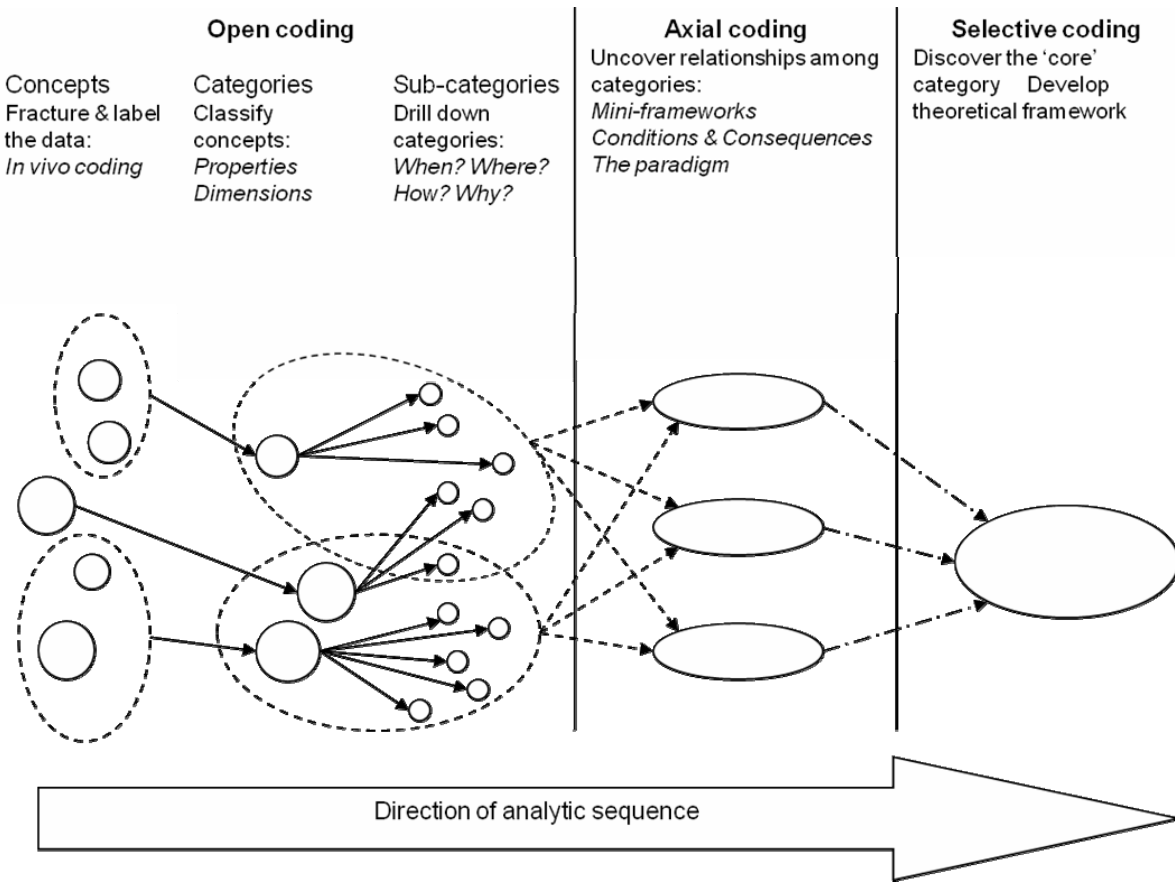 Open coding
Concepts
Fracture & label
the data:
In vivo coding
Categories
Classify
concepts:
Properties
Dimensions
Sub-categories
Drill down
categories:
When? Where?
How? Why?
Axial coding
Uncover relationships among
categories:
Mini-frameworks
Conditions & Consequences
The paradigm
Selective coding
Discover the ‘core’
category Develop
theoretical framework
Direction of analytic sequence